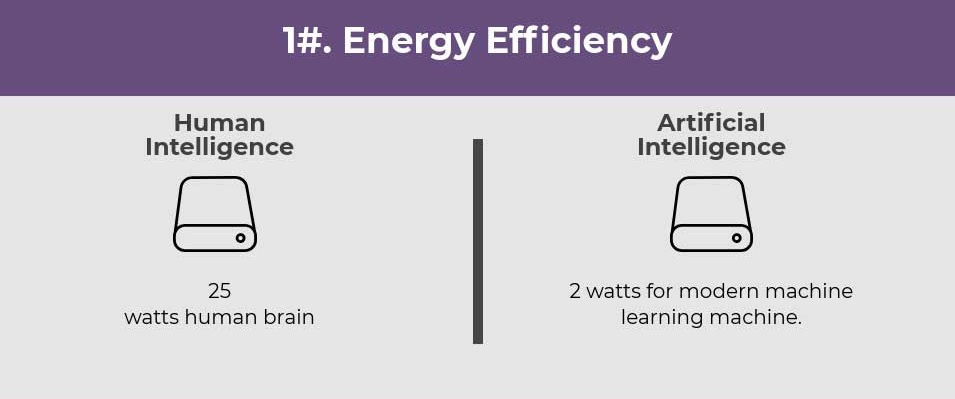 1#. Energy Efficiency
Human
Intelligence
25
watts human brain
Artificial
Intelligence
2 watts for modern machine
learning machine.